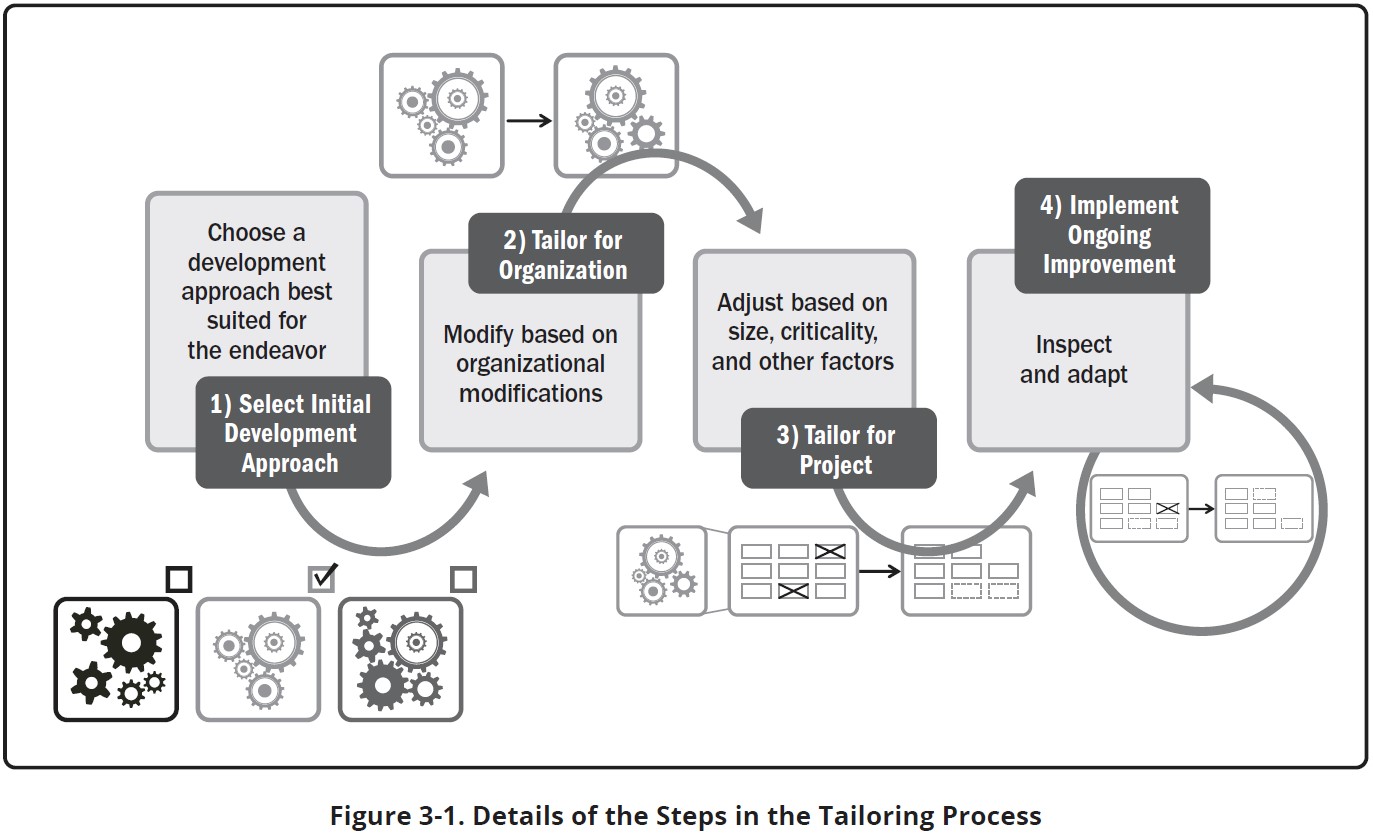 Choose a
development
approach best
suited for
the endeavor
1) Select Initial
Development
Approach
2) Tailor for
Organization
Modify based on
organizational
modifications
Adjust based on
size, criticality,
and other factors
3) Tailor for
Project
4) Implement
Ongoing
Improvement
Inspect
and adapt
Figure 3-1. Details of the Steps in the Tailoring Process